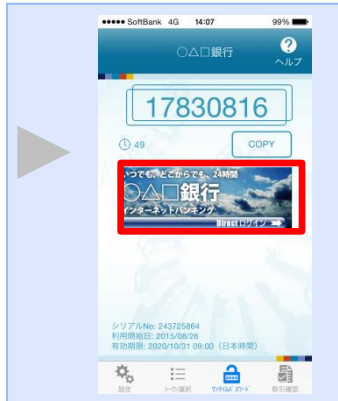 ●●●●● SoftBank 4G 14:07 99%
○△□銀行
ヘルプ
17830816
49 COPY
いつでも、どこからでも、24時間
○△□銀行
インターネットバンキング
Direct ログイン
シリアルNo: 243725864
利用開始日: 2015/08/26
有効期限: 2020/10/31 09:00（日本時間）
設定 トークン選択 ワンタイムパスワード 取引確認